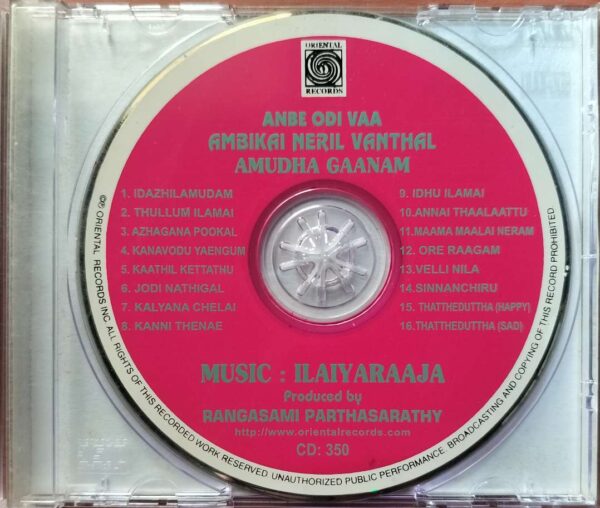 ORIENTAL
RECORDS
ANBE ODI VAA
AMBIKAI NERIL VANTHAL
AMUDHA GAANAM
1. IDAZHILAMUDAM
2. THULLUM ILAMAI
3. AZHAGANA POOKAL
4. KANAVODU YAENGUM
5. KAATHIL KETTATHU
6. JODI NATHIGAL
7. KALYANA CHELAI
8. KANNI THENAE
9. IDHU ILAMAI
10. ANNAI THAALAATTU
11. MAAMA MAALAI NERAM
12. ORE RAAGAM
13. VELLI NILA
14. SINNANCHIRU
15. THATTHEDUTTHA (HAPPY)
16. THATTHEDUTTHA (SAD)
MUSIC : ILAIYARAAJA
Produced by
RANGASAMI PARTHASARATHY
http://www.orientalrecords.com
CD: 350
℗ ORIENTAL RECORDS INC. ALL RIGHTS OF THIS RECORDED WORK RESERVED. UNAUTHORIZED PUBLIC PERFORMANCE, BROADCASTING AND COPYING OF THIS RECORD PROHIBITED